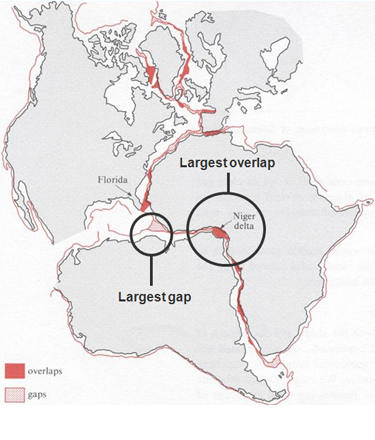 Largest overlap
Florida
Niger
delta
Largest gap
overlaps
gaps